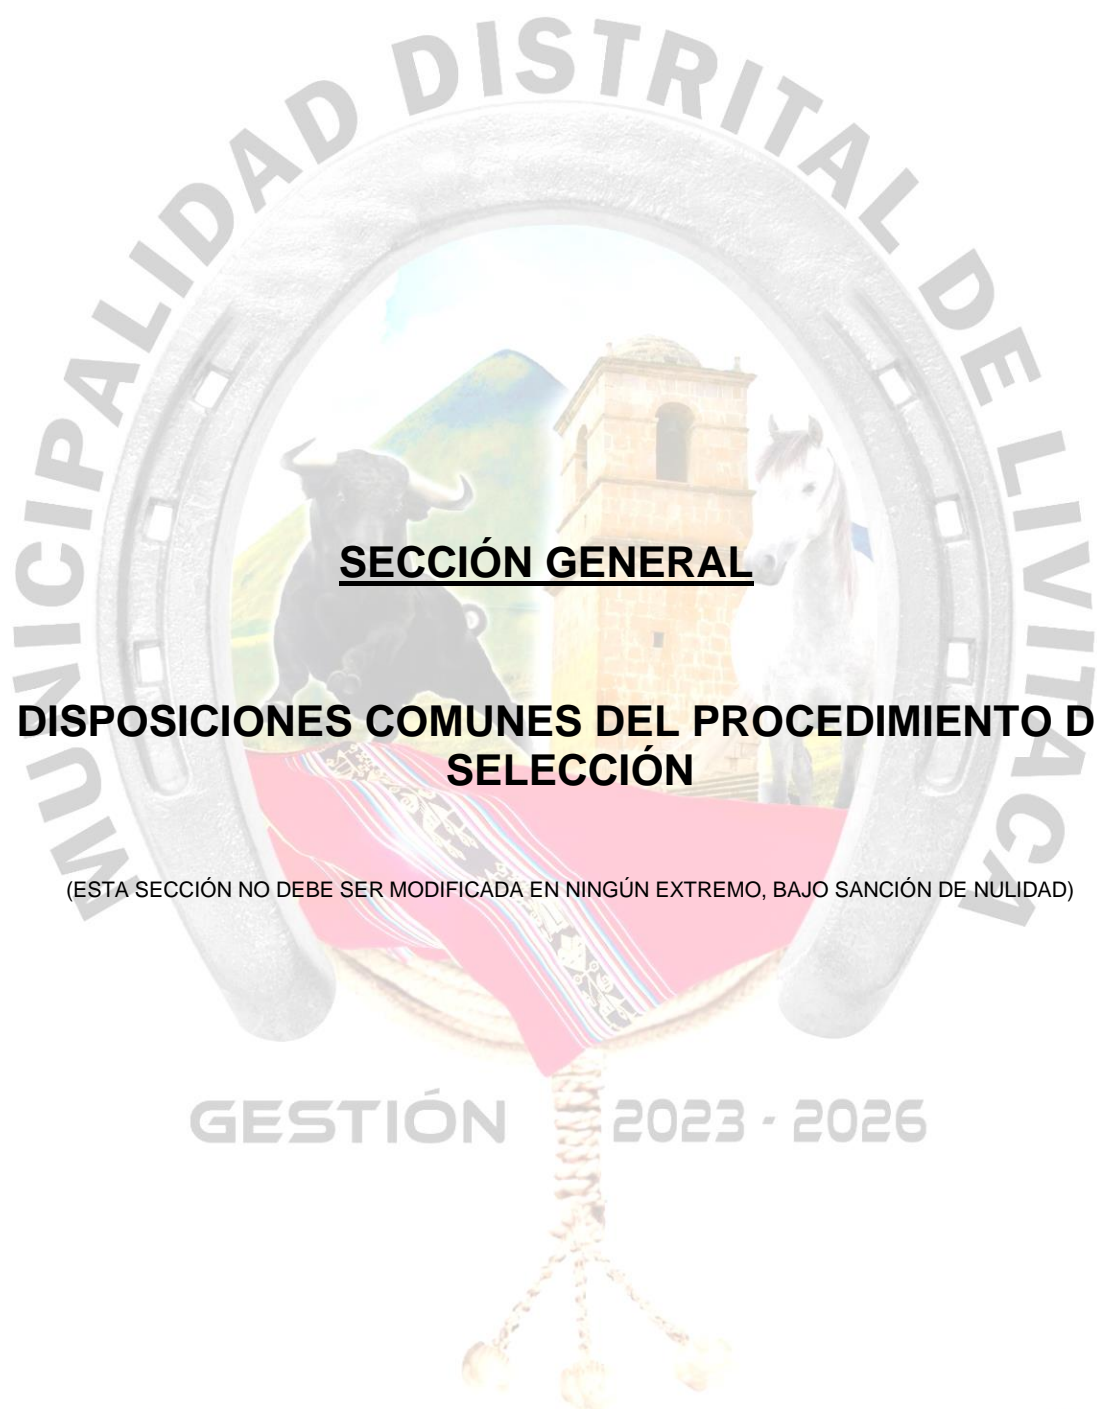 MUNICIPALIDAD DISTRITAL DE LIVITACA
SECCIÓN GENERAL
DISPOSICIONES COMUNES DEL PROCEDIMIENTO D
SELECCIÓN
(ESTA SECCIÓN NO DEBE SER MODIFICADA EN NINGÚN EXTREMO, BAJO SANCIÓN DE NULIDAD)
GESTIÓN 2023 - 2026